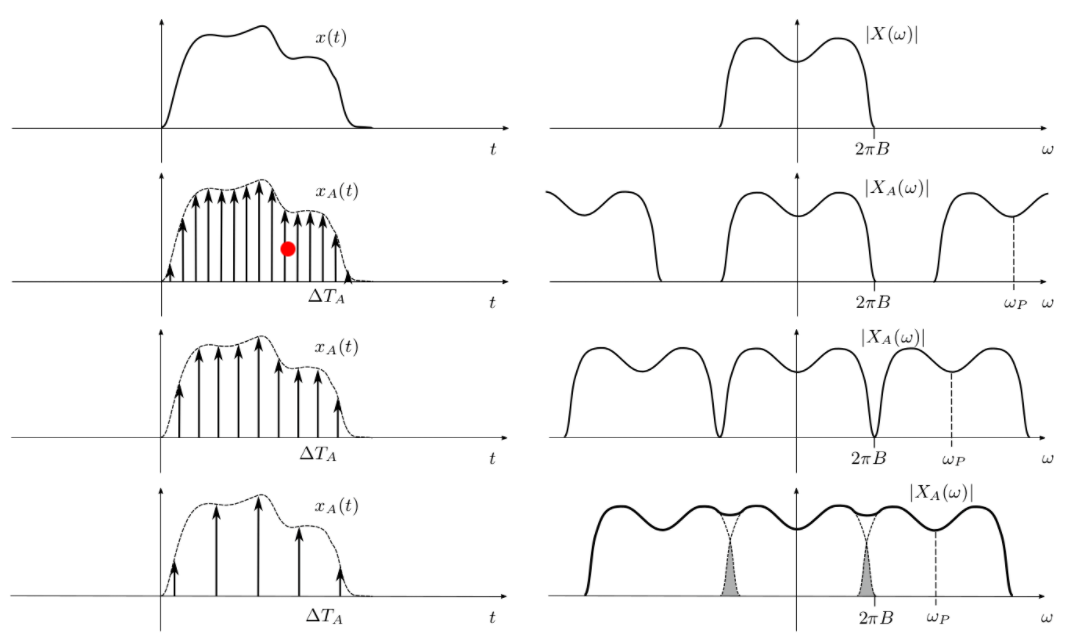 x(t)
|X(ω)|
t
2πB
ω
x_A(t)
|X_A(ω)|
ΔT_A
t
2πB
ω_P
ω
x_A(t)
|X_A(ω)|
ΔT_A
t
2πB
ω_P
ω
x_A(t)
|X_A(ω)|
ΔT_A
t
2πB
ω_P
ω